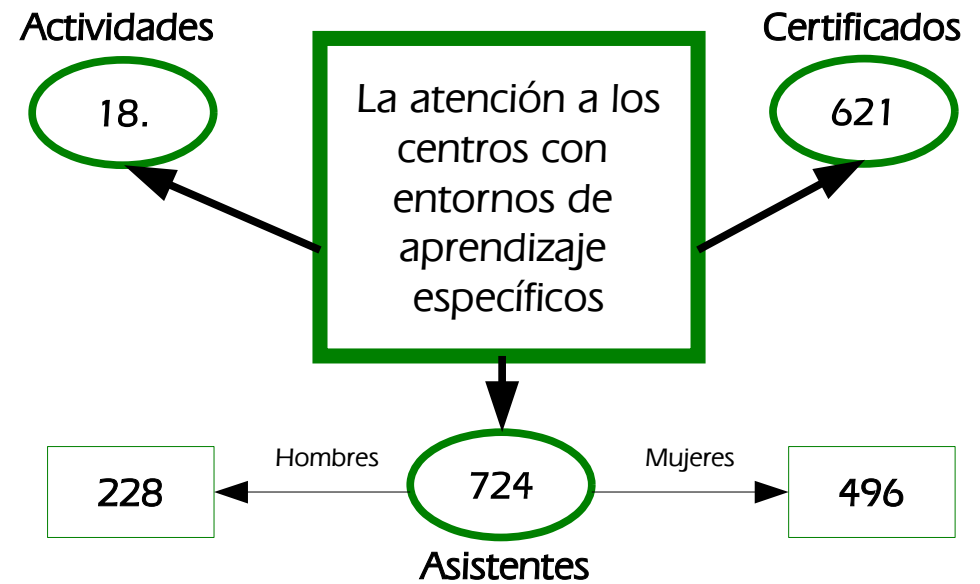 Actividades
18.
La atención a los
centros con
entornos de
aprendizaje
específicos
Certificados
621
Hombres
228
724
Asistentes
Mujeres
496